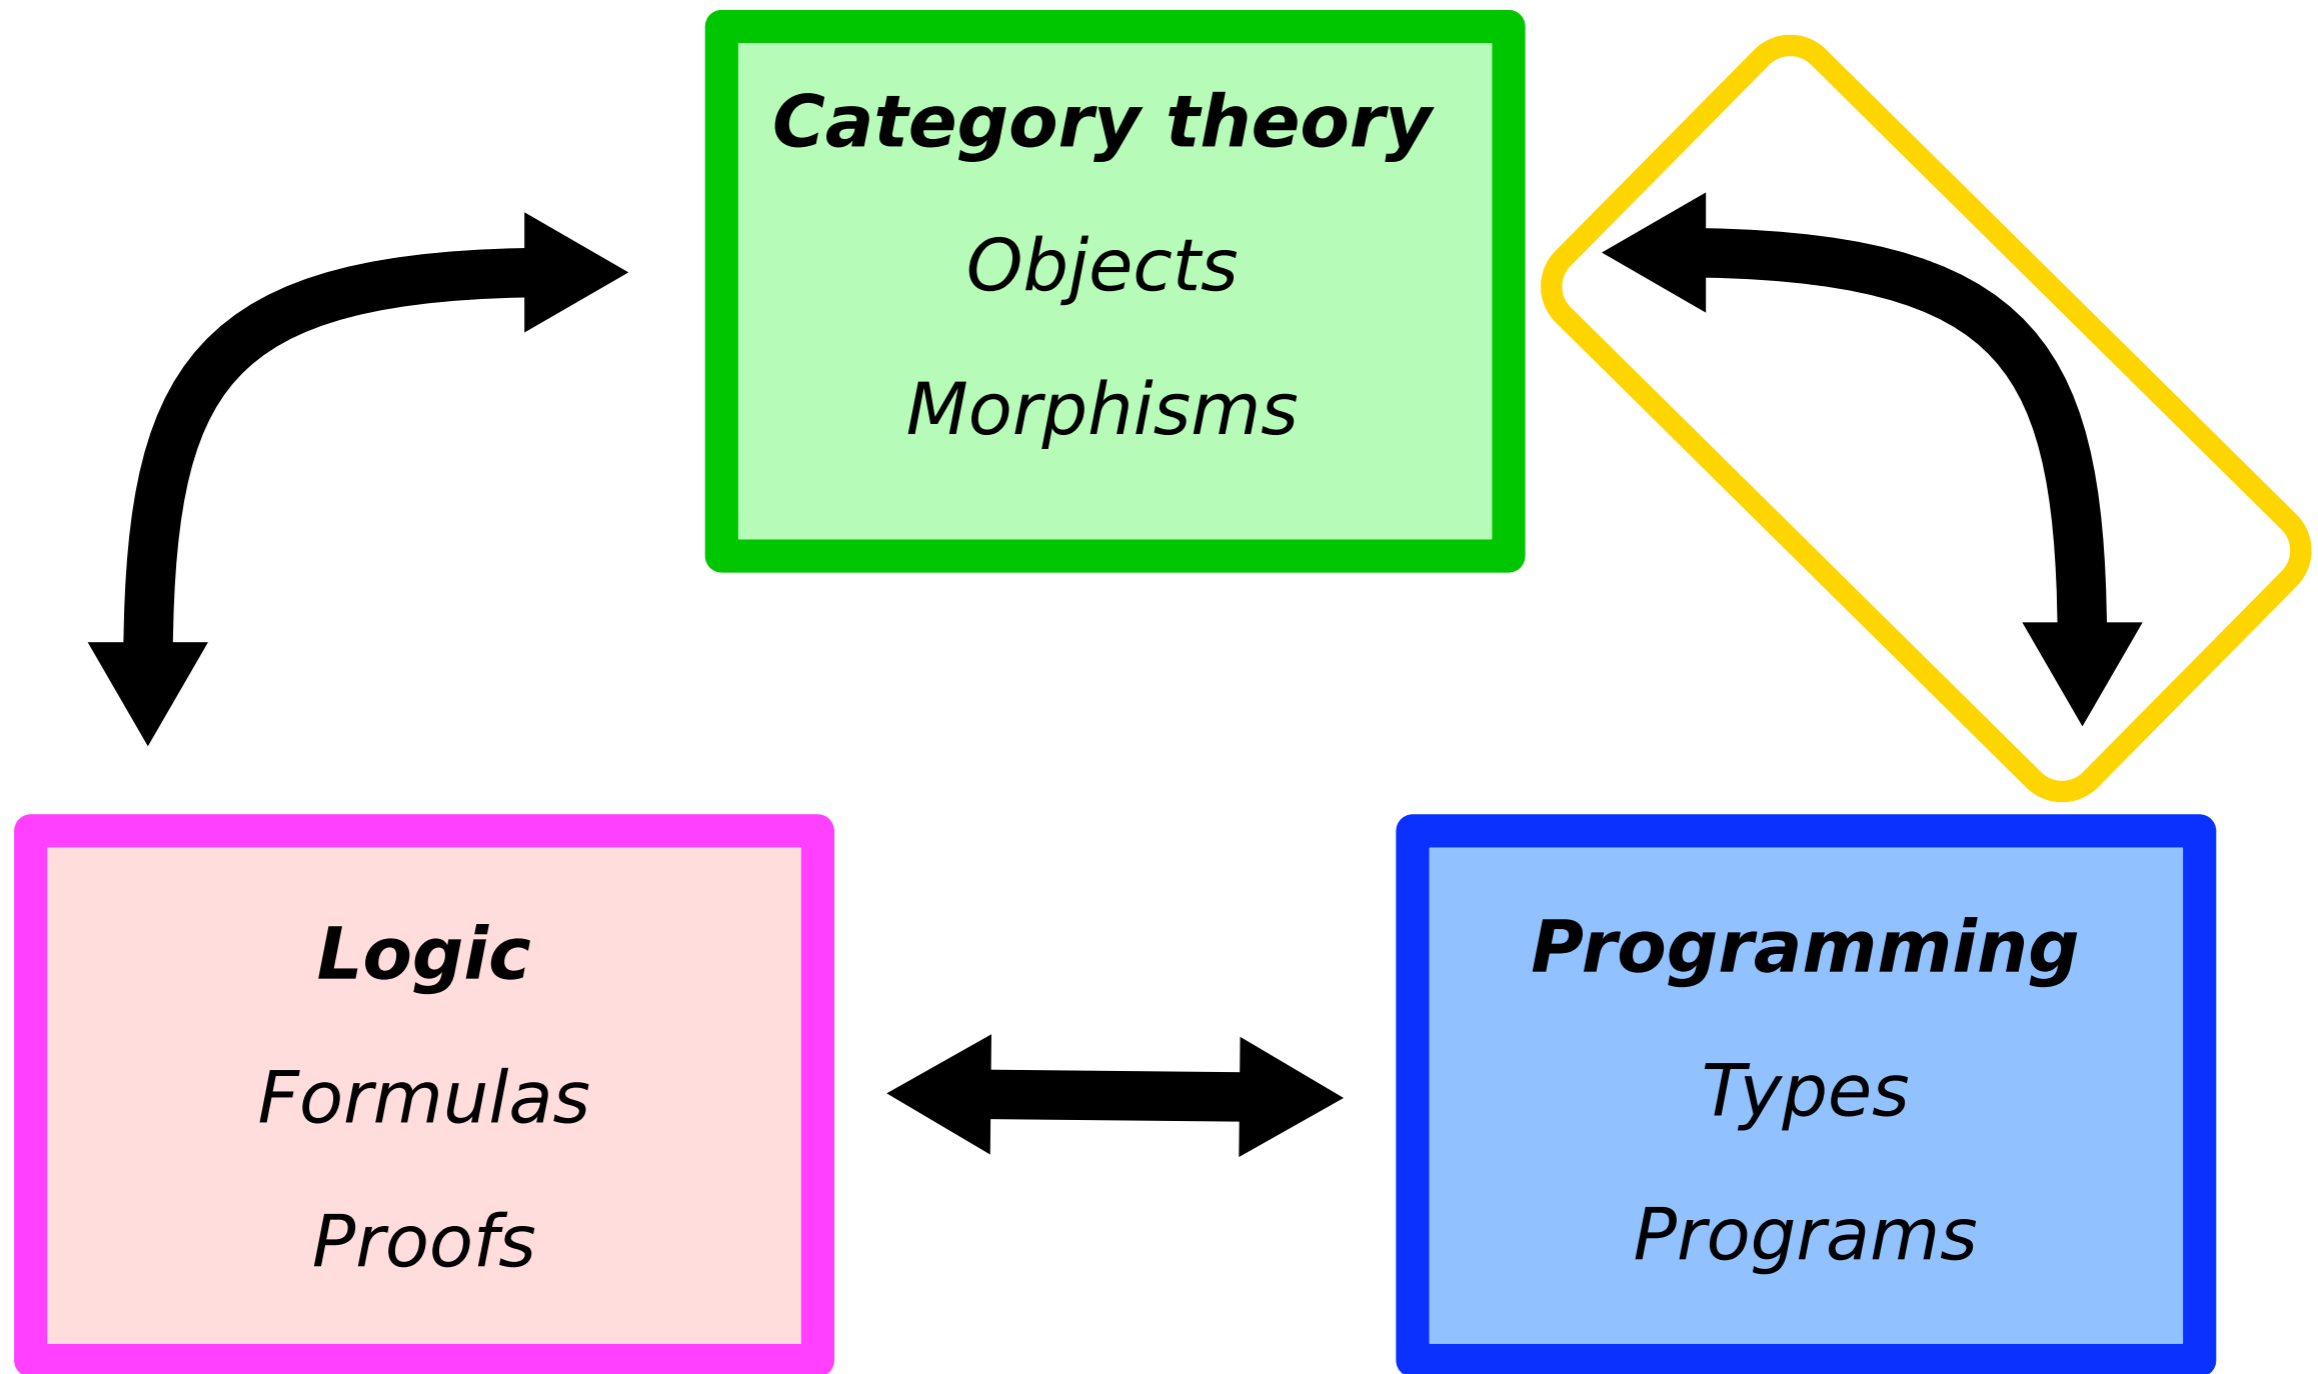 Category theory
Objects
Morphisms
Logic
Formulas
Proofs
Programming
Types
Programs